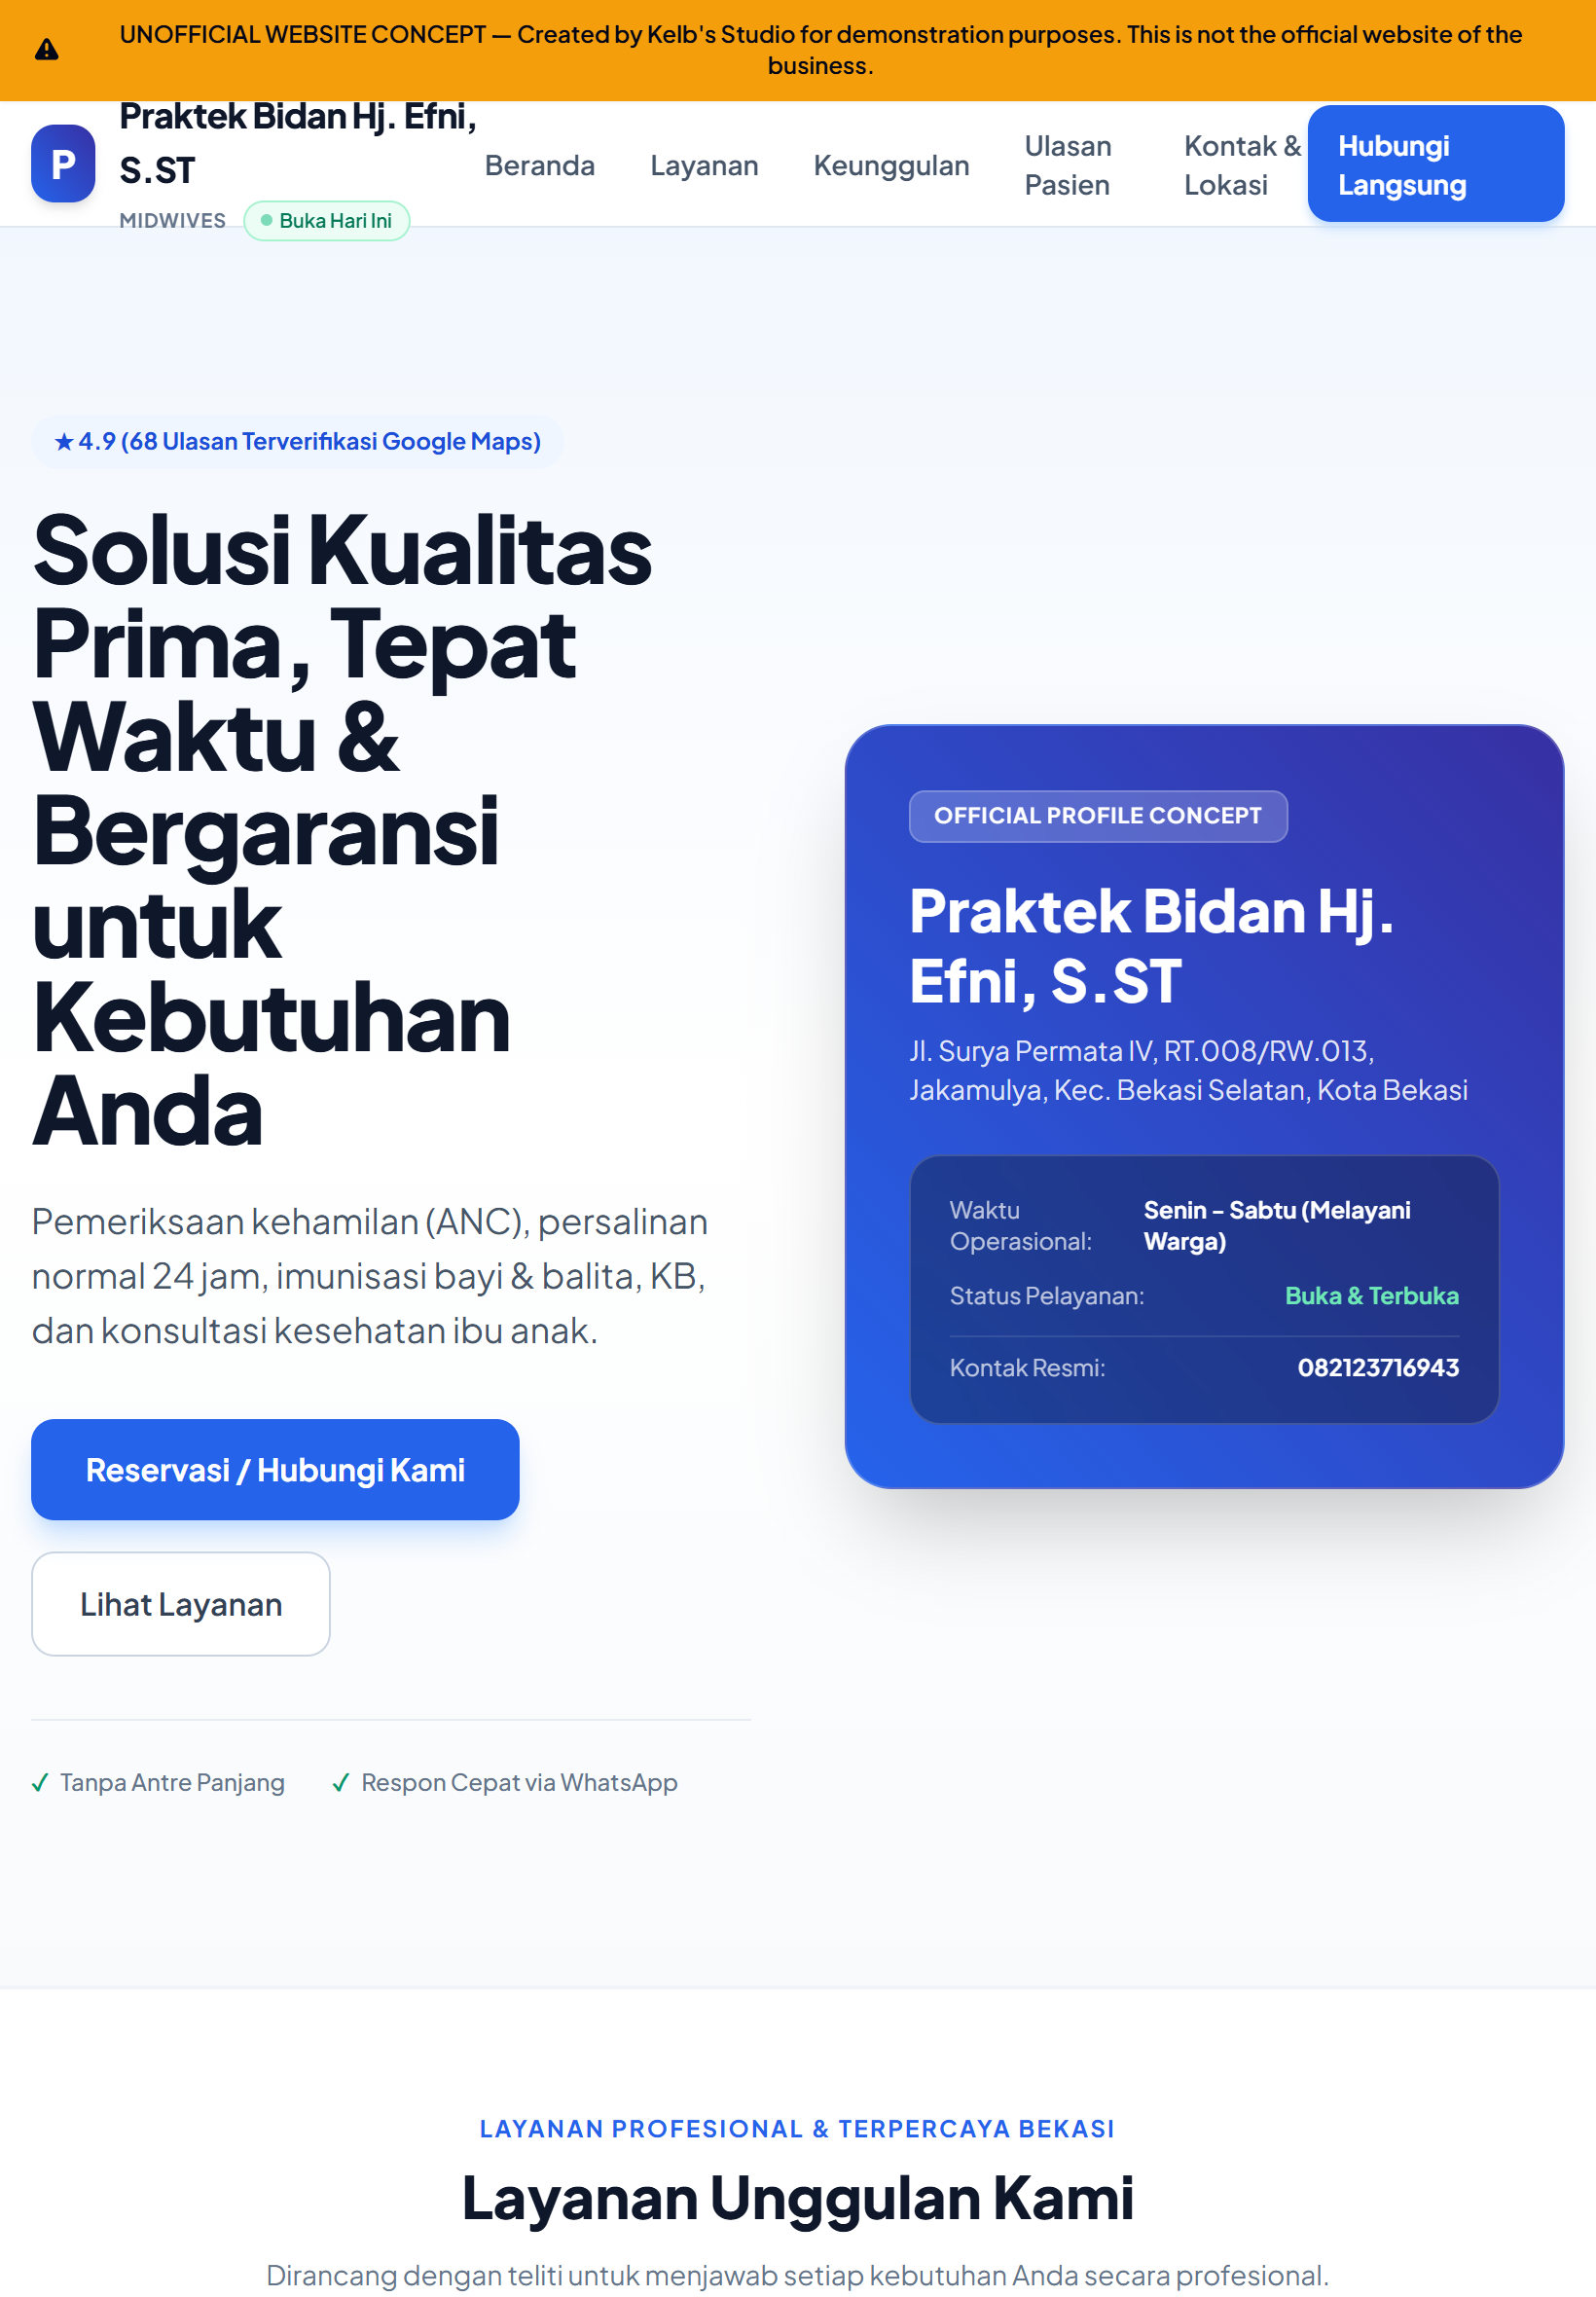 UNOFFICIAL WEBSITE CONCEPT — Created by Kelb's Studio for demonstration purposes. This is not the official website of the
business.
P
Praktek Bidan Hj. Efni,
S.ST
MIDWIVES
Buka Hari Ini
Beranda
Layanan
Keunggulan
Ulasan
Pasien
Kontak &
Lokasi
Hubungi
Langsung
★ 4.9 (68 Ulasan Terverifikasi Google Maps)
Solusi Kualitas
Prima, Tepat
Waktu &
Bergaransi
untuk
Kebutuhan
Anda
Pemeriksaan kehamilan (ANC), persalinan
normal 24 jam, imunisasi bayi & balita, KB,
dan konsultasi kesehatan ibu anak.
Reservasi / Hubungi Kami
Lihat Layanan
✓ Tanpa Antre Panjang
✓ Respon Cepat via WhatsApp
OFFICIAL PROFILE CONCEPT
Praktek Bidan Hj.
Efni, S.ST
Jl. Surya Permata IV, RT.008/RW.013,
Jakamulya, Kec. Bekasi Selatan, Kota Bekasi
Waktu
Operasional:
Senin – Sabtu (Melayani
Warga)
Status Pelayanan:
Buka & Terbuka
Kontak Resmi:
082123716943
LAYANAN PROFESIONAL & TERPERCAYA BEKASI
Layanan Unggulan Kami
Dirancang dengan teliti untuk menjawab setiap kebutuhan Anda secara profesional.